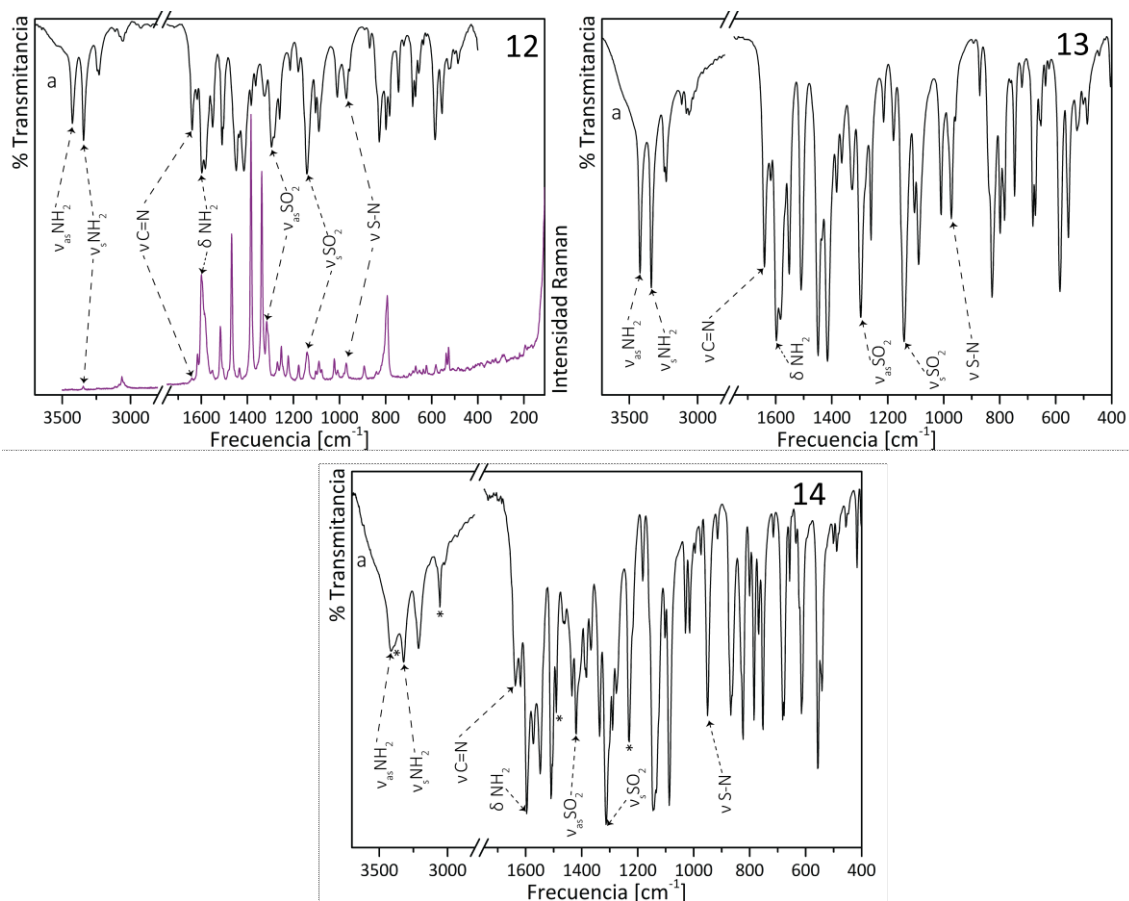 12
a
% Transmitancia
ν_as NH_2
ν_s NH_2
ν C=N
δ NH_2
ν_as SO_2
ν_s SO_2
ν S-N
Intensidad Raman
3500 3000 1600 1400 1200 1000 800 600 400 200
Frecuencia [cm⁻¹]
13
a
% Transmitancia
ν_as NH_2
ν_s NH_2
ν C=N
δ NH_2
ν_as SO_2
ν_s SO_2
ν S-N
3500 3000 1600 1400 1200 1000 800 600 400
Frecuencia [cm⁻¹]
14
a
% Transmitancia
*
*
*
*
ν_as NH_2
ν_s NH_2
ν C=N
δ NH_2
ν_as SO_2
ν_s SO_2
ν S-N
3500 3000 1600 1400 1200 1000 800 600 400
Frecuencia [cm⁻¹]